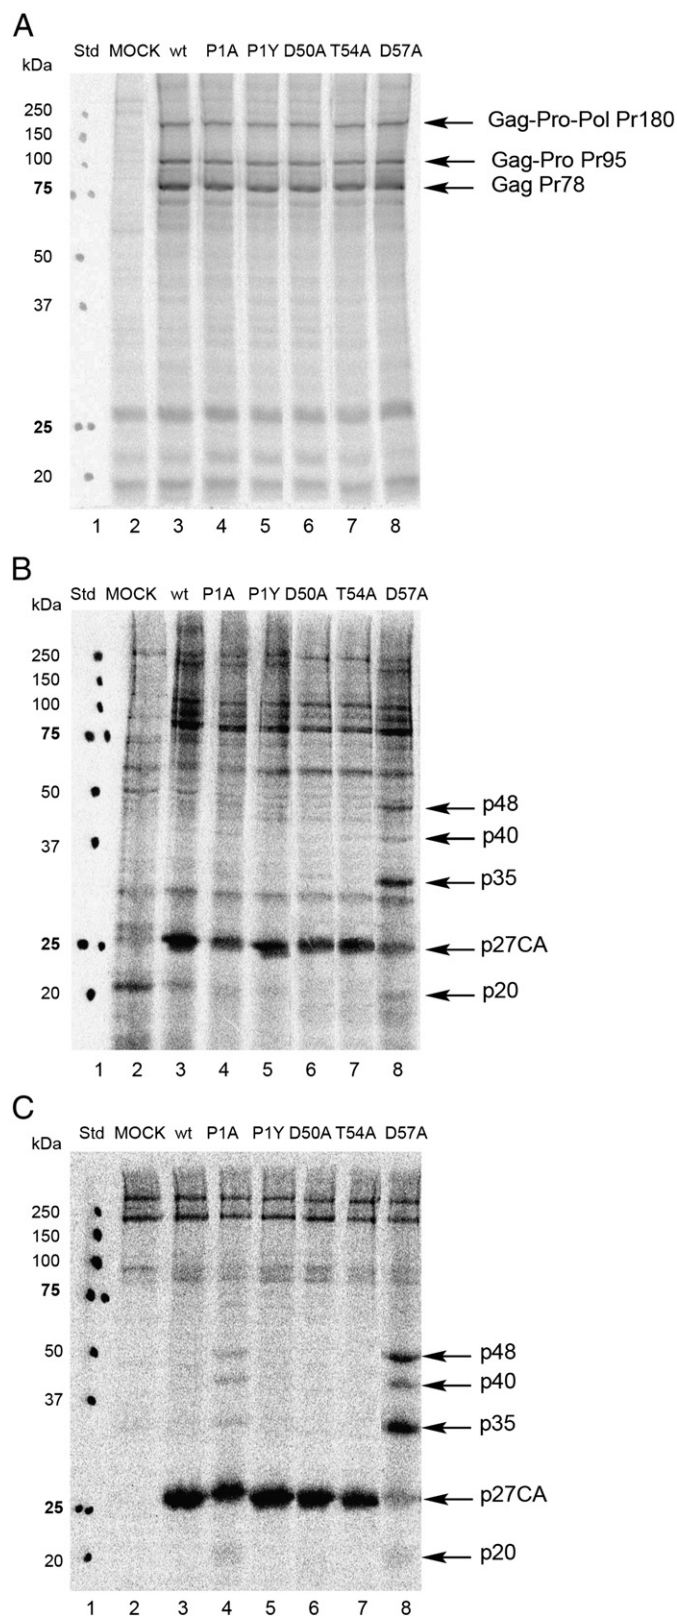 A
Std MOCK wt P1A P1Y D50A T54A D57A
kDa
250
150
100
75
50
37
25
20
Gag-Pro-Pol Pr180
Gag-Pro Pr95
Gag Pr78
1 2 3 4 5 6 7 8
B
Std MOCK wt P1A P1Y D50A T54A D57A
kDa
250
150
100
75
50
37
25
20
p48
p40
p35
p27CA
p20
1 2 3 4 5 6 7 8
C
Std MOCK wt P1A P1Y D50A T54A D57A
kDa
250
150
100
75
50
37
25
20
p48
p40
p35
p27CA
p20
1 2 3 4 5 6 7 8